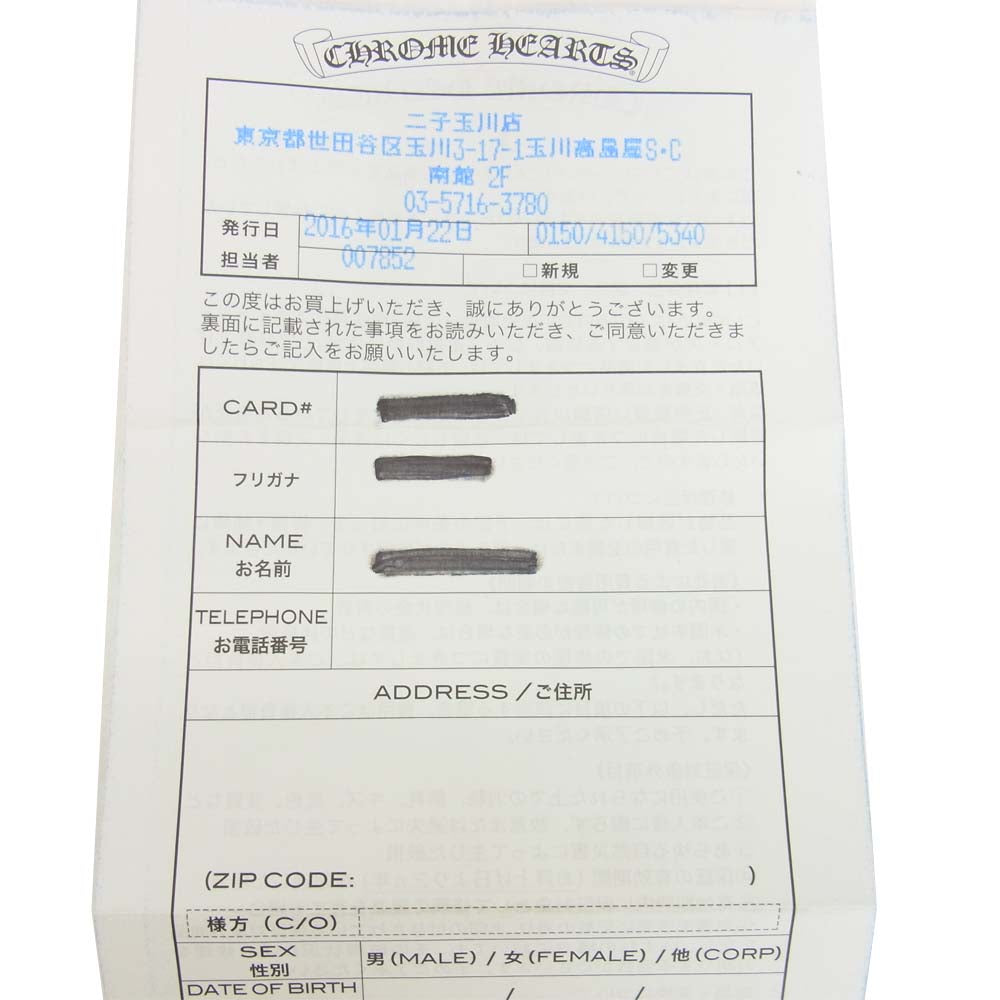 CHROME HEARTS
二子玉川店
東京都世田谷区玉川3-17-1玉川高島屋S・C
南館 2F
03-5716-3780
発行日 2016年01月22日 0150/4150/5340
担当者 007852 □新規 □変更
この度はお買上げいただき、誠にありがとうございます。
裏面に記載された事項をお読みいただき、ご同意いただきま
したらご記入をお願いいたします。
CARD#
フリガナ
NAME
お名前
TELEPHONE
お電話番号
ADDRESS /ご住所
(ZIP CODE: )
様方 (C/O)
SEX
性別
男(MALE) / 女(FEMALE) / 他(CORP)
DATE OF BIRTH /